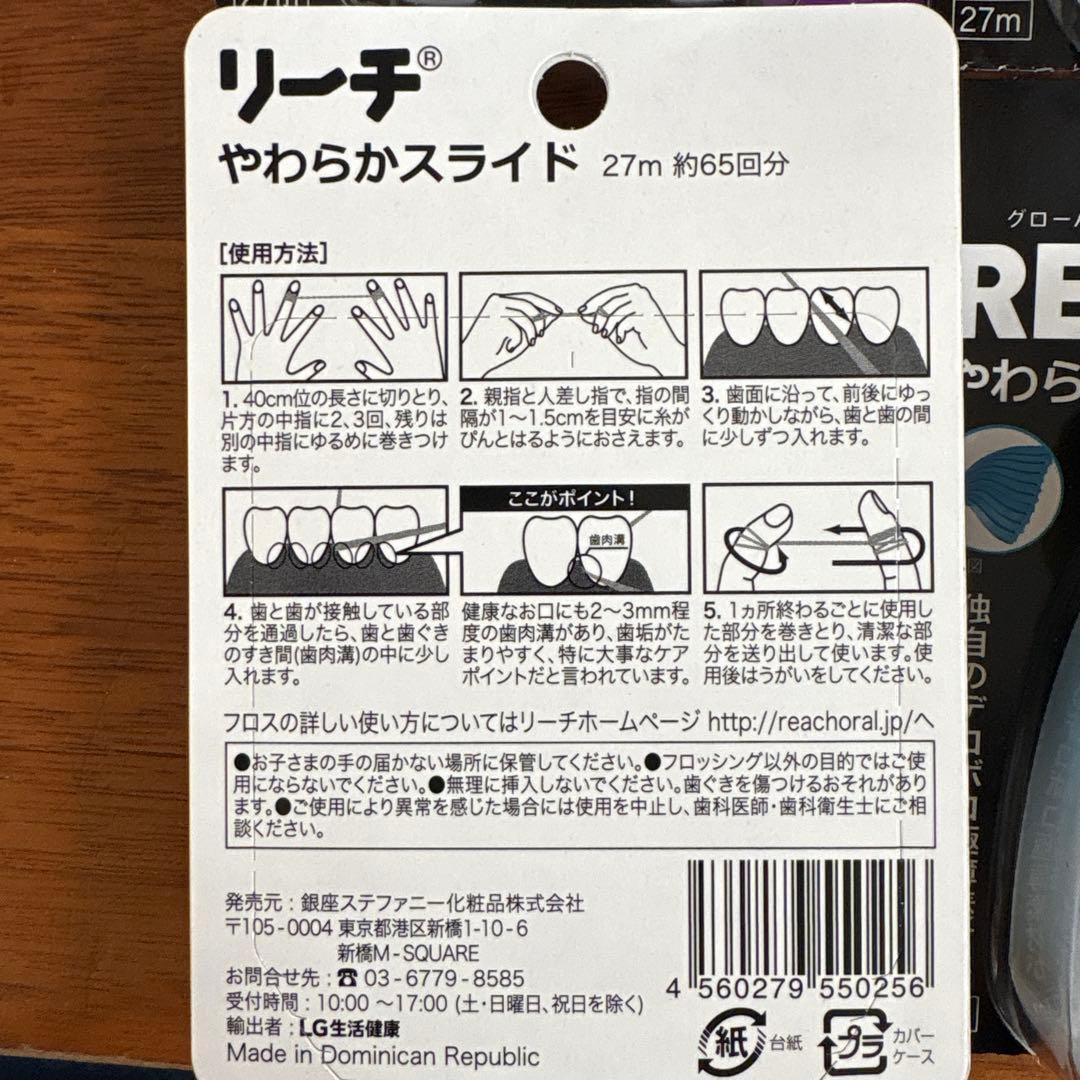 リーチ®
やわらかスライド 27m 約65回分
[使用方法]
1. 40cm位の長さに切りとり、
片方の中指に2、3回、残りは
別の中指にゆるめに巻きつけ
ます。
2. 親指と人差し指で、指の間
隔が1〜1.5cmを目安に糸が
ぴんとはるようにおさえます。
3. 歯面に沿って、前後にゆっ
くり動かしながら、歯と歯の間
に少しずつ入れます。
4. 歯と歯が接触している部
分を通過したら、歯と歯ぐき
のすき間(歯肉溝)の中に少し
入れます。
ここがポイント!
歯肉溝
健康なお口にも2〜3mm程
度の歯肉溝があり、歯垢がた
まりやすく、特に大事なケア
ポイントだと言われています。
5. 1ヵ所終わるごとに使用し
た部分を巻きとり、清潔な部
分を送り出して使います。使
用後はうがいをしてください。
フロスの詳しい使い方についてはリーチホームページ http://reachoral.jp/へ
●お子さまの手の届かない場所に保管してください。●フロッシング以外の目的ではご使
用にならないでください。●無理に挿入しないでください。歯ぐきを傷つけるおそれがあり
ます。●ご使用により異常を感じた場合には使用を中止し、歯科医師・歯科衛生士にご相
談ください。
発売元:銀座ステファニー化粧品株式会社
〒105-0004 東京都港区新橋1-10-6
新橋M-SQUARE
お問合せ先:☎ 03-6779-8585
受付時間:10:00 〜17:00 (土・日曜日、祝日を除く)
輸出者:LG生活健康
Made in Dominican Republic
4 560279 550256
紙 台紙
プラ カバー
ケース
27m
グロー
RE
やわら
独自のデコボコ